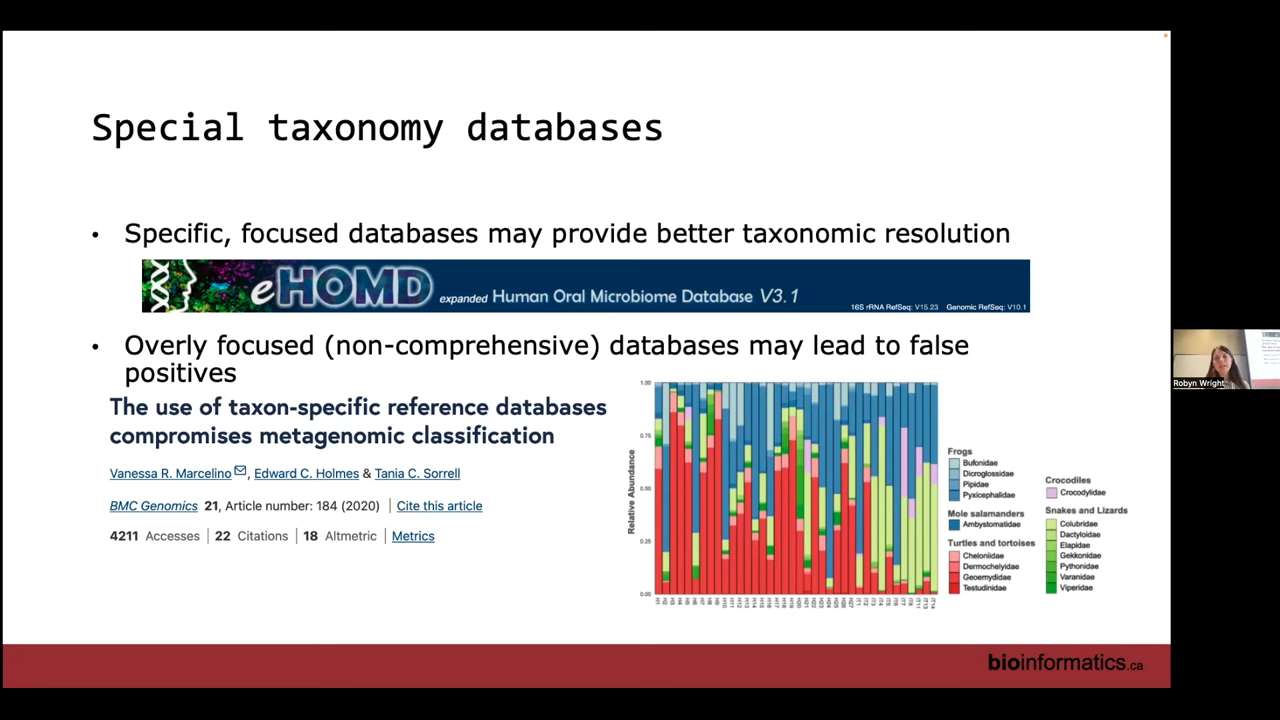 Special taxonomy databases
• Specific, focused databases may provide better taxonomic resolution
eHOMD expanded Human Oral Microbiome Database V3.1
16S rRNA RefSeq: V15.23 Genomic RefSeq: V10.1
• Overly focused (non-comprehensive) databases may lead to false
positives
The use of taxon-specific reference databases
compromises metagenomic classification
Vanessa R. Marcelino, Edward C. Holmes & Tania C. Sorrell
BMC Genomics 21, Article number: 184 (2020) | Cite this article
4211 Accesses | 22 Citations | 18 Altmetric | Metrics
Relative Abundance
1.00
0.75
0.50
0.25
0.00
Frogs
Bufonidae
Dicroglossidae
Pipidae
Pyxicephalidae
Mole salamanders
Ambystomatidae
Turtles and tortoises
Cheloniidae
Dermochelyidae
Geoemydidae
Testudinidae
Crocodiles
Crocodylidae
Snakes and Lizards
Colubridae
Dactyloidae
Elapidae
Gekkonidae
Pythonidae
Varanidae
Viperidae
bioinformatics.ca
Robyn Wright